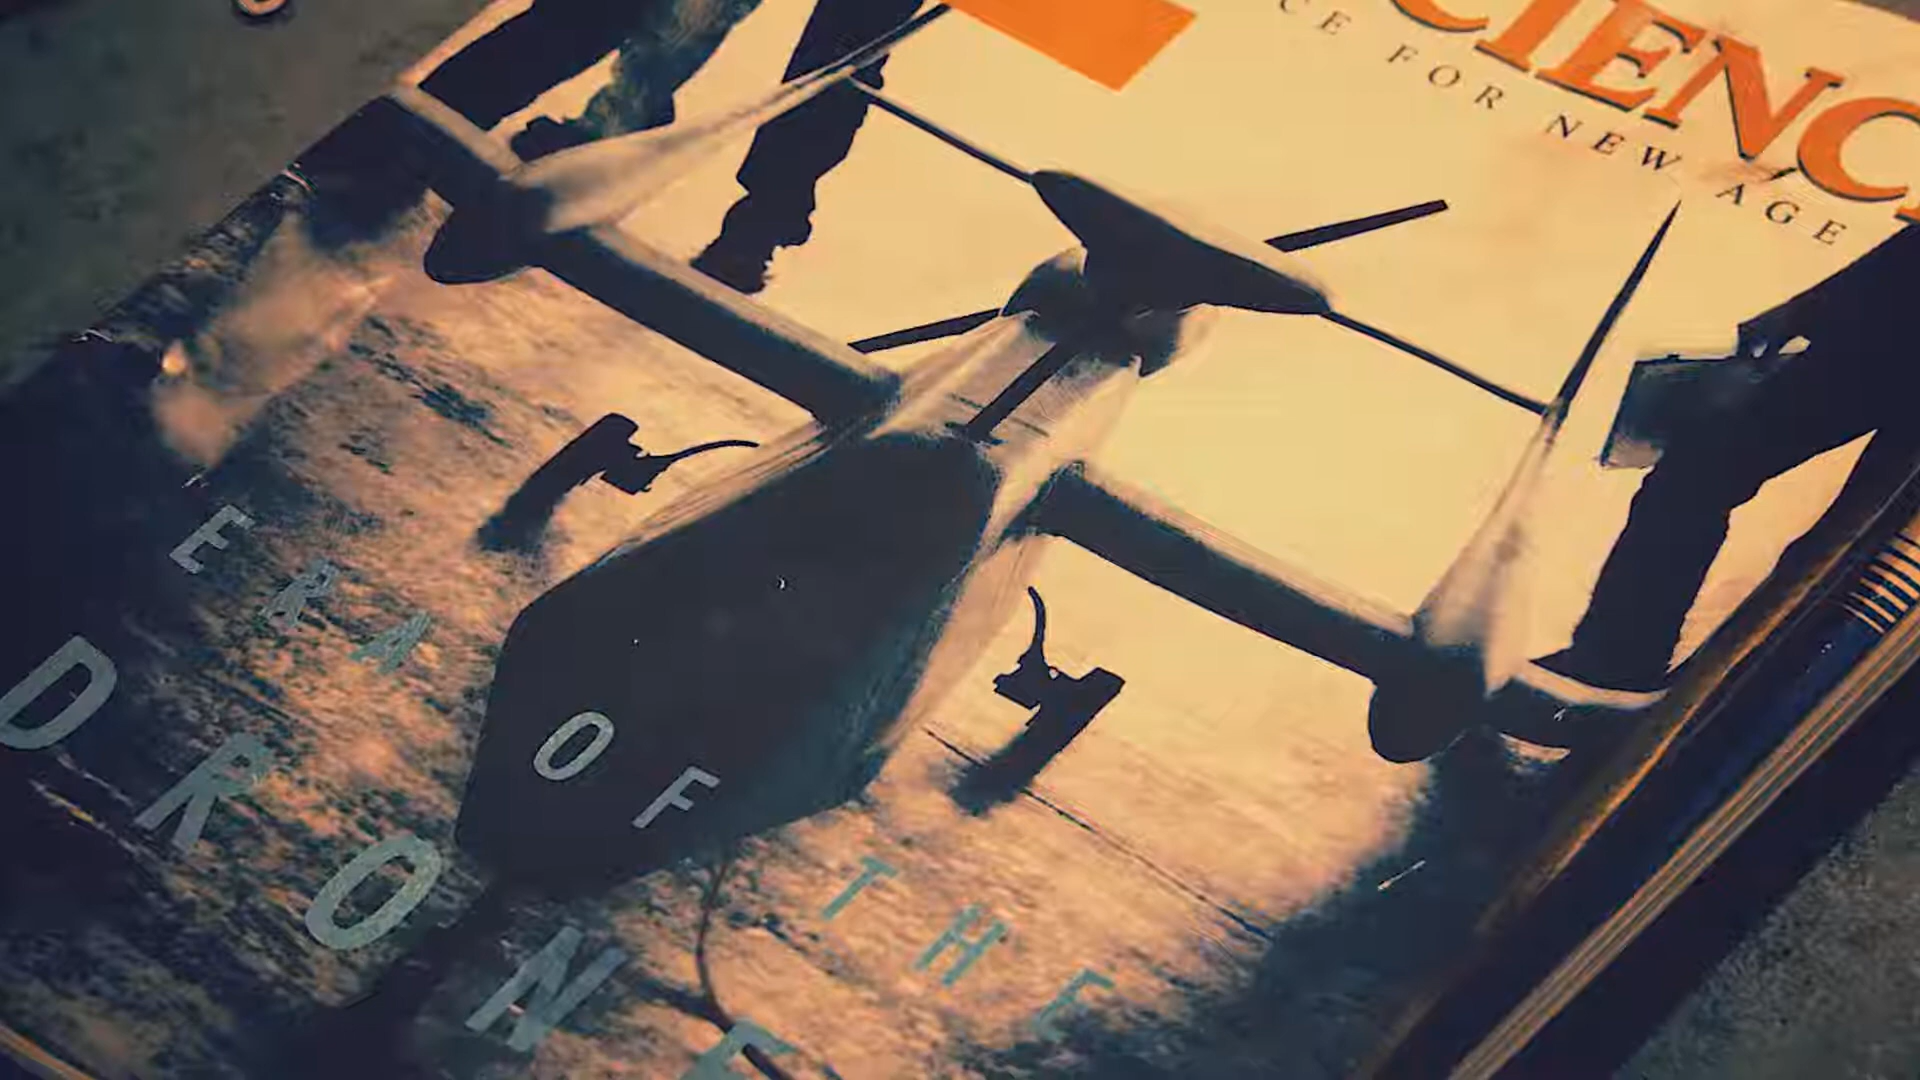 CIENC
CE FOR NEW AGE
ERA OF THE
DRONE